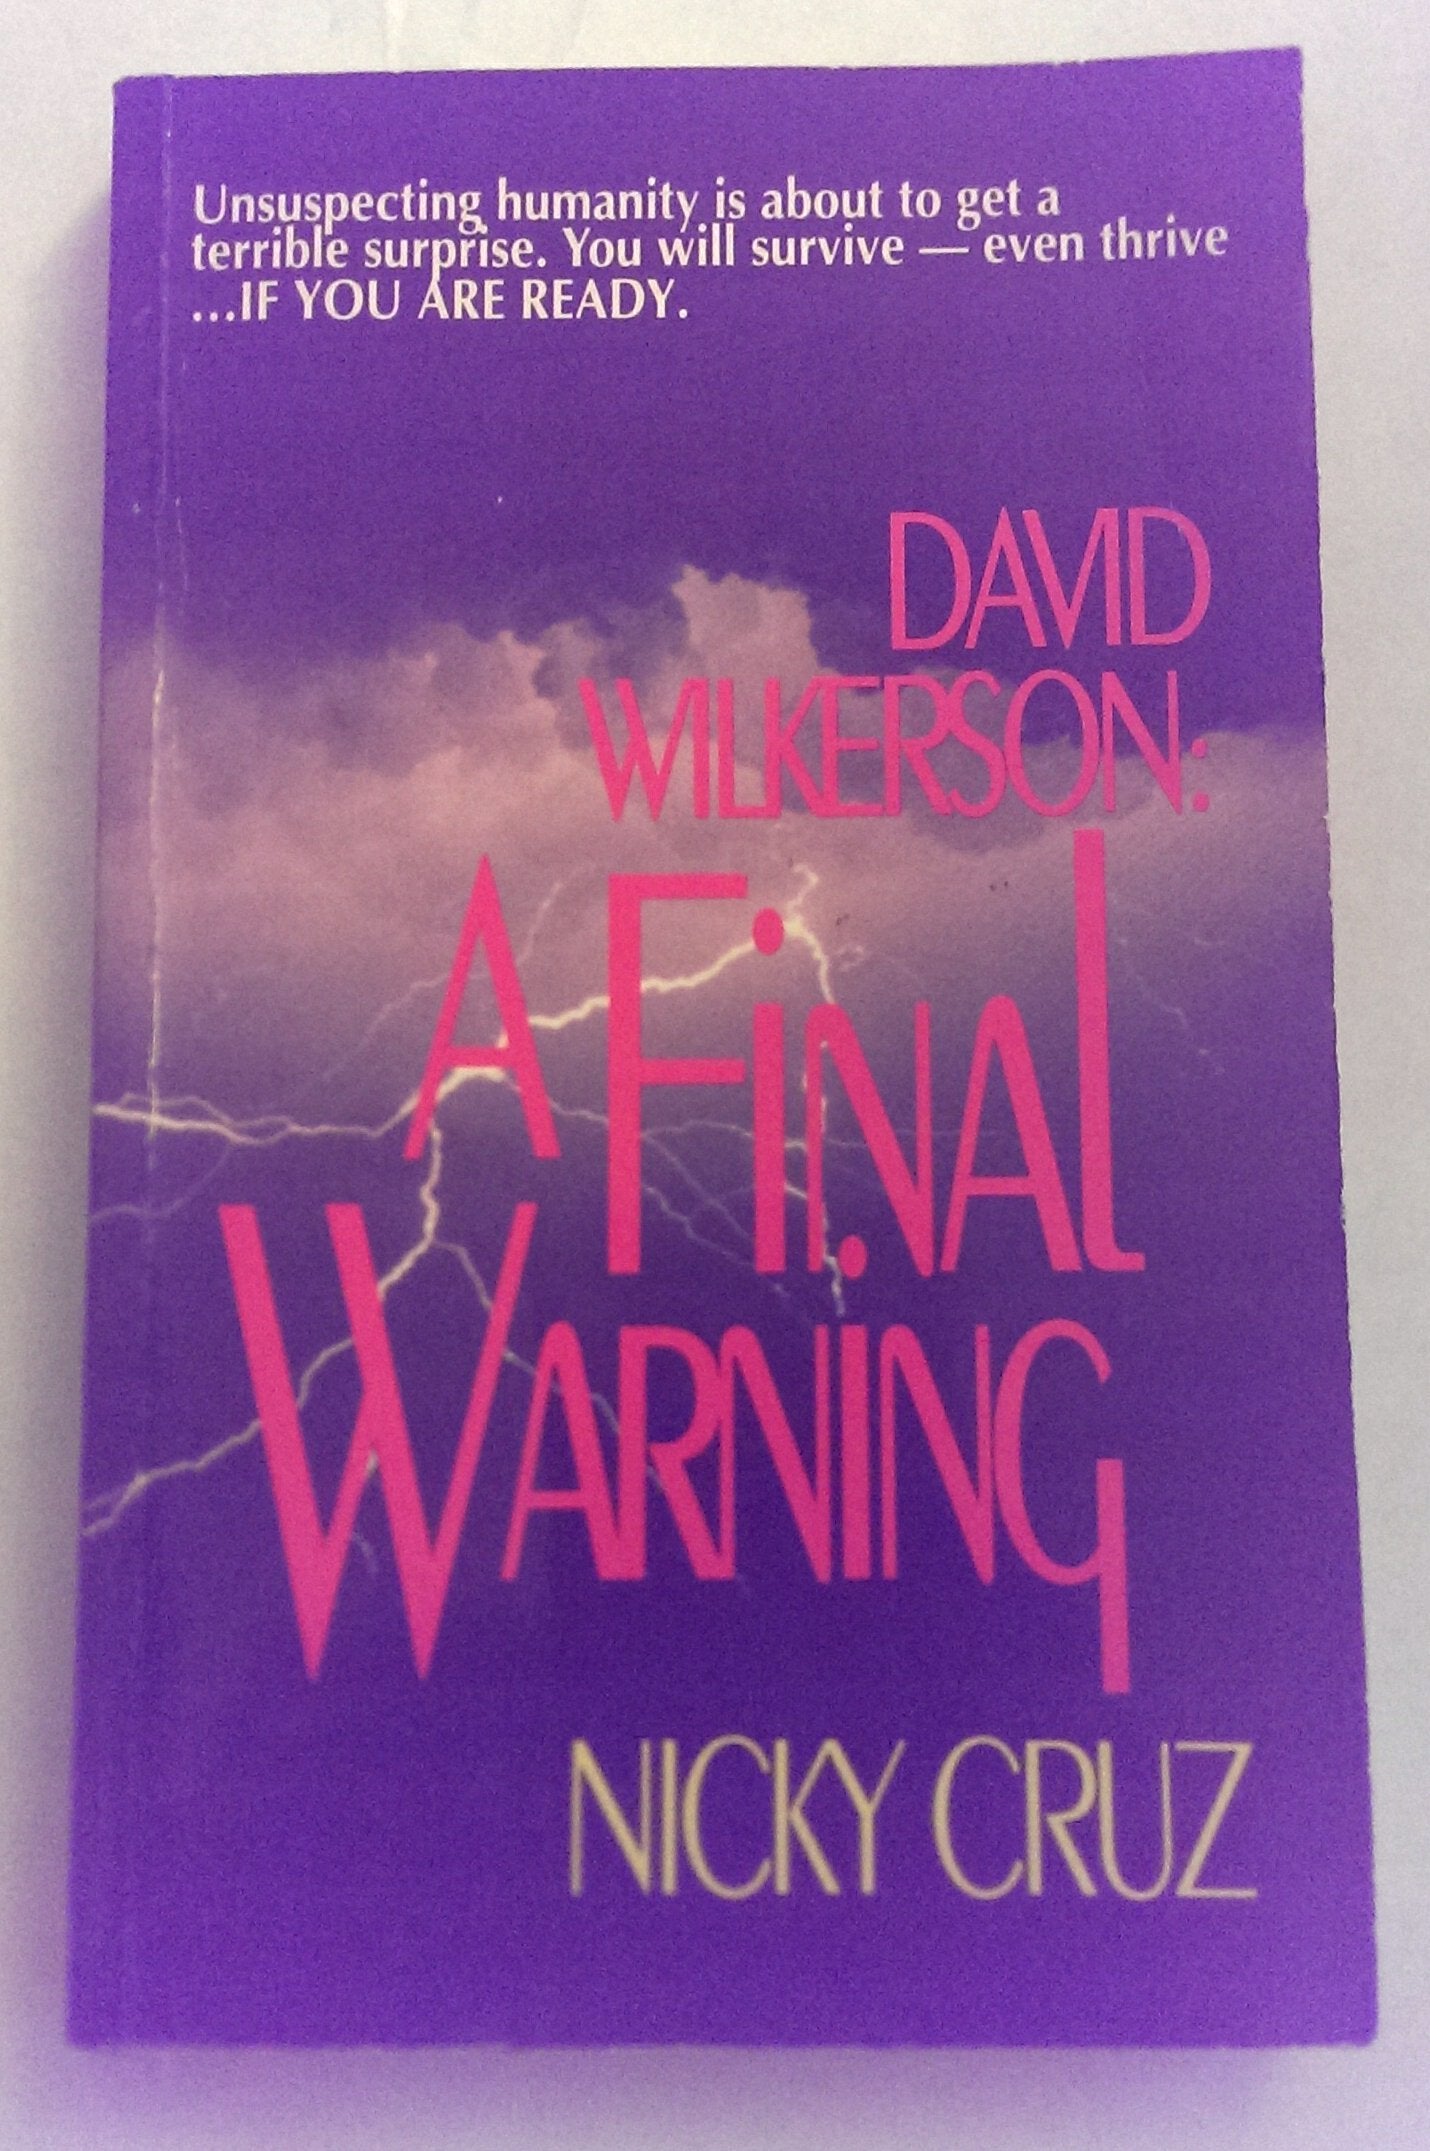 Unsuspecting humanity is about to get a
terrible surprise. You will survive — even thrive
...IF YOU ARE READY.
DAVID
WILKERSON:
A FiNAl
WARNiNG
NICKY CRUZ